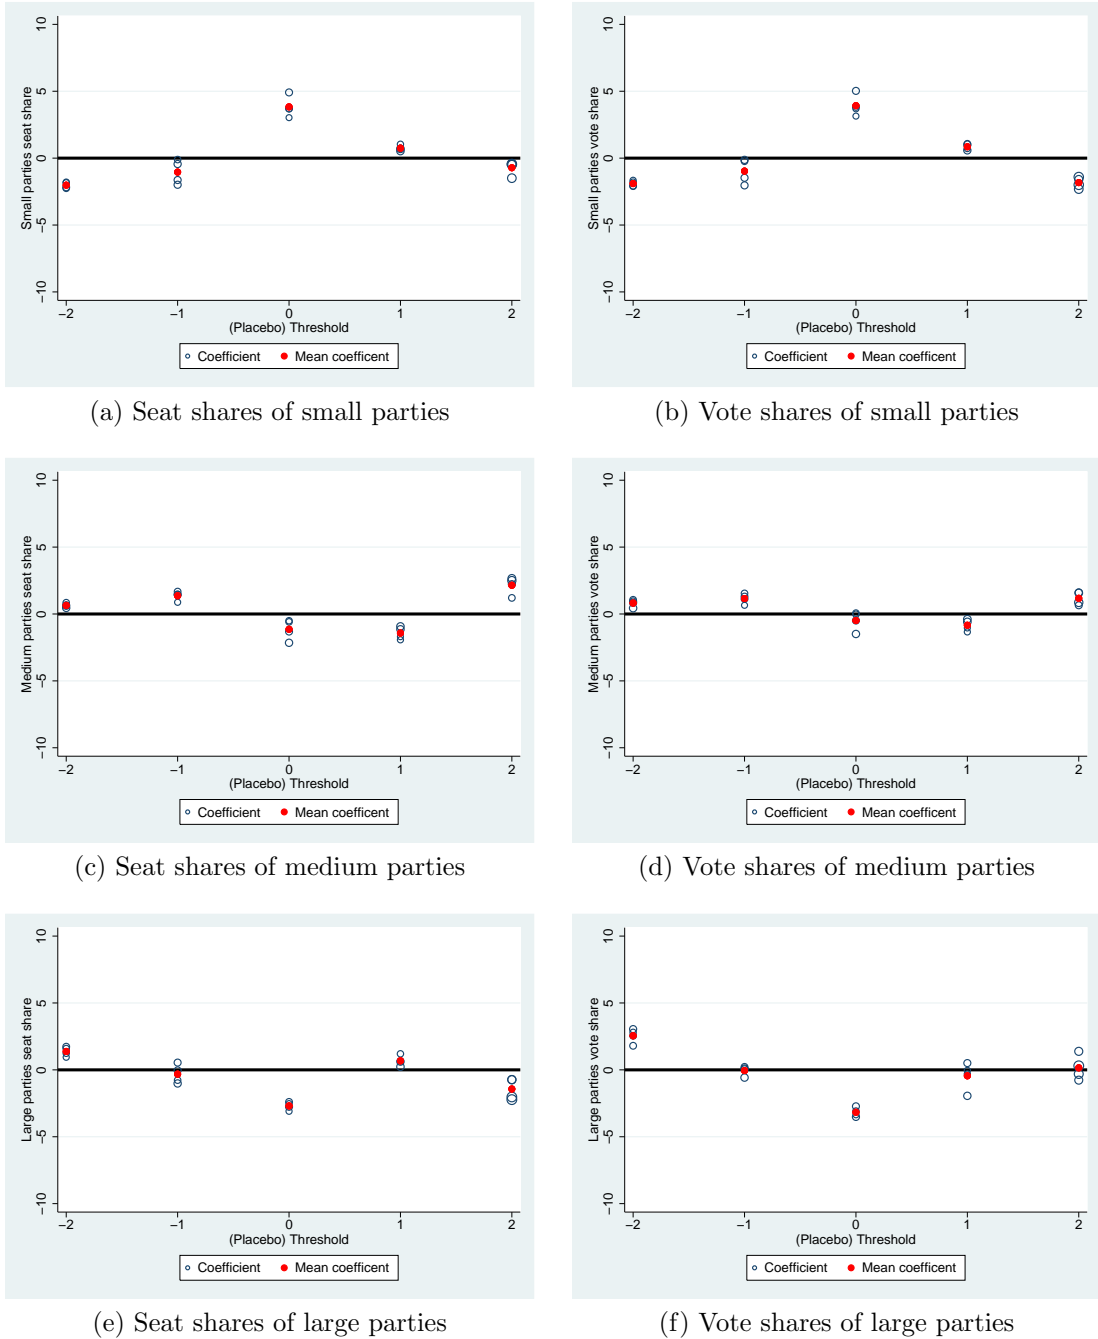 10
5
0
−5
−10
Small parties seat share
−2 −1 0 1 2
(Placebo) Threshold
Coefficient Mean coefficent
(a) Seat shares of small parties
10
5
0
−5
−10
Small parties vote share
−2 −1 0 1 2
(Placebo) Threshold
Coefficient Mean coefficent
(b) Vote shares of small parties
10
5
0
−5
−10
Medium parties seat share
−2 −1 0 1 2
(Placebo) Threshold
Coefficient Mean coefficent
(c) Seat shares of medium parties
10
5
0
−5
−10
Medium parties vote share
−2 −1 0 1 2
(Placebo) Threshold
Coefficient Mean coefficent
(d) Vote shares of medium parties
10
5
0
−5
−10
Large parties seat share
−2 −1 0 1 2
(Placebo) Threshold
Coefficient Mean coefficent
(e) Seat shares of large parties
10
5
0
−5
−10
Large parties vote share
−2 −1 0 1 2
(Placebo) Threshold
Coefficient Mean coefficent
(f) Vote shares of large parties